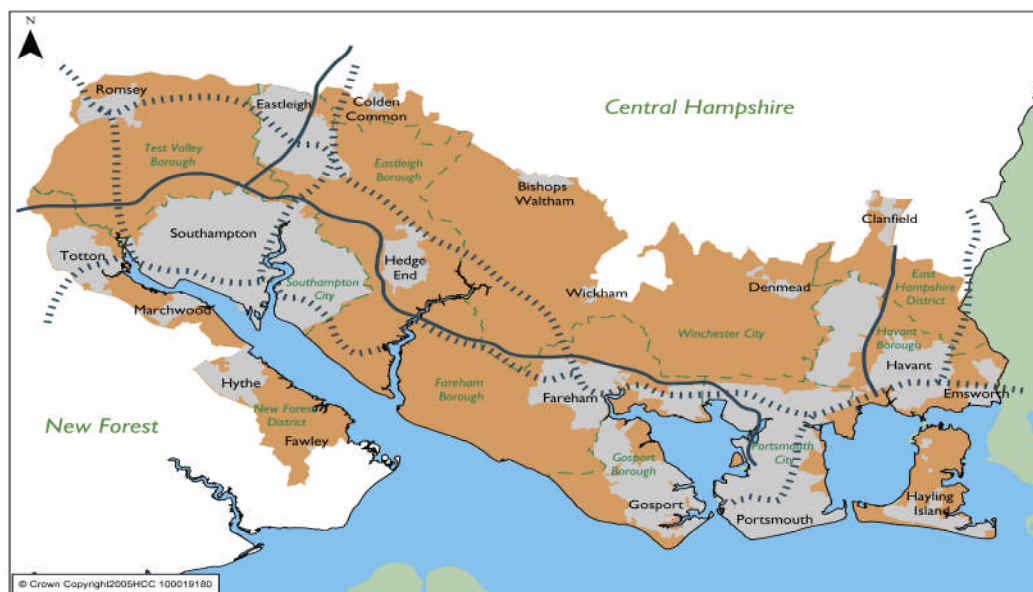 N
Romsey
Eastleigh
Colden
Common
Central Hampshire
Test Valley
Borough
Eastleigh
Borough
Bishops
Waltham
Clanfield
Southampton
Totton
Hedge
End
Southampton
City
Wickham
Denmead
East
Hampshire
District
Marchwood
Winchester City
Havant
Borough
Havant
Hythe
Fareham
Borough
Fareham
Emsworth
New Forest
New Forest
District
Fawley
Gosport
Borough
Portsmouth
City
Gosport
Portsmouth
Hayling
Island
© Crown Copyright2005HCC 100019180